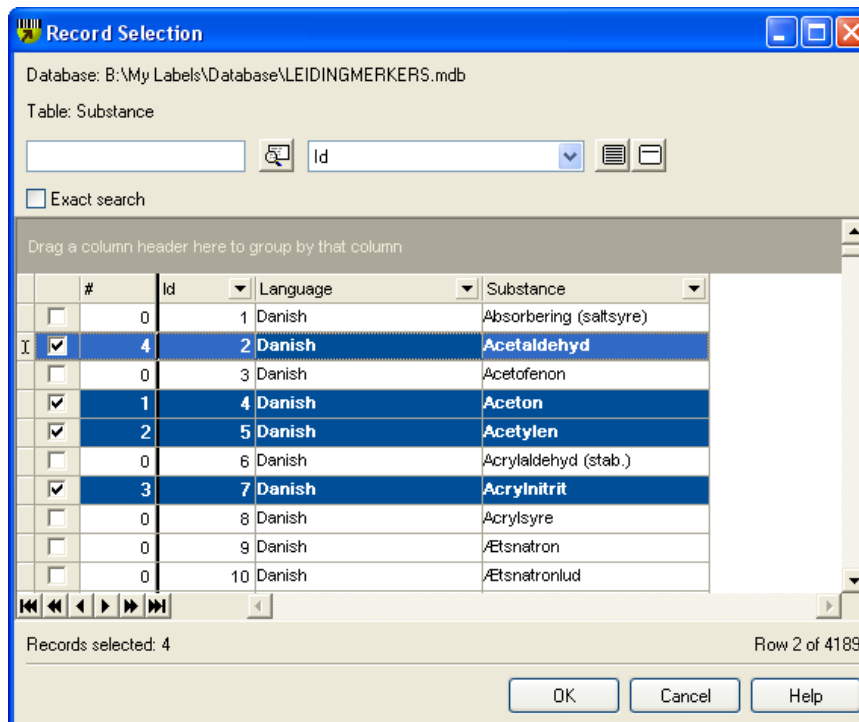 Record Selection
Database: B:\My Labels\Database\LEIDINGMERKERS.mdb
Table: Substance
Id
Exact search
Drag a column header here to group by that column
# Id Language Substance
0 1 Danish Absorbering (saltsyre)
4 2 Danish Acetaldehyd
0 3 Danish Acetofenon
1 4 Danish Aceton
2 5 Danish Acetylen
0 6 Danish Acrylaldehyd (stab.)
3 7 Danish Acrylnitrit
0 8 Danish Acrylsyre
0 9 Danish Ætsnatron
0 10 Danish Ætsnatronlud
Records selected: 4 Row 2 of 4189
OK Cancel Help